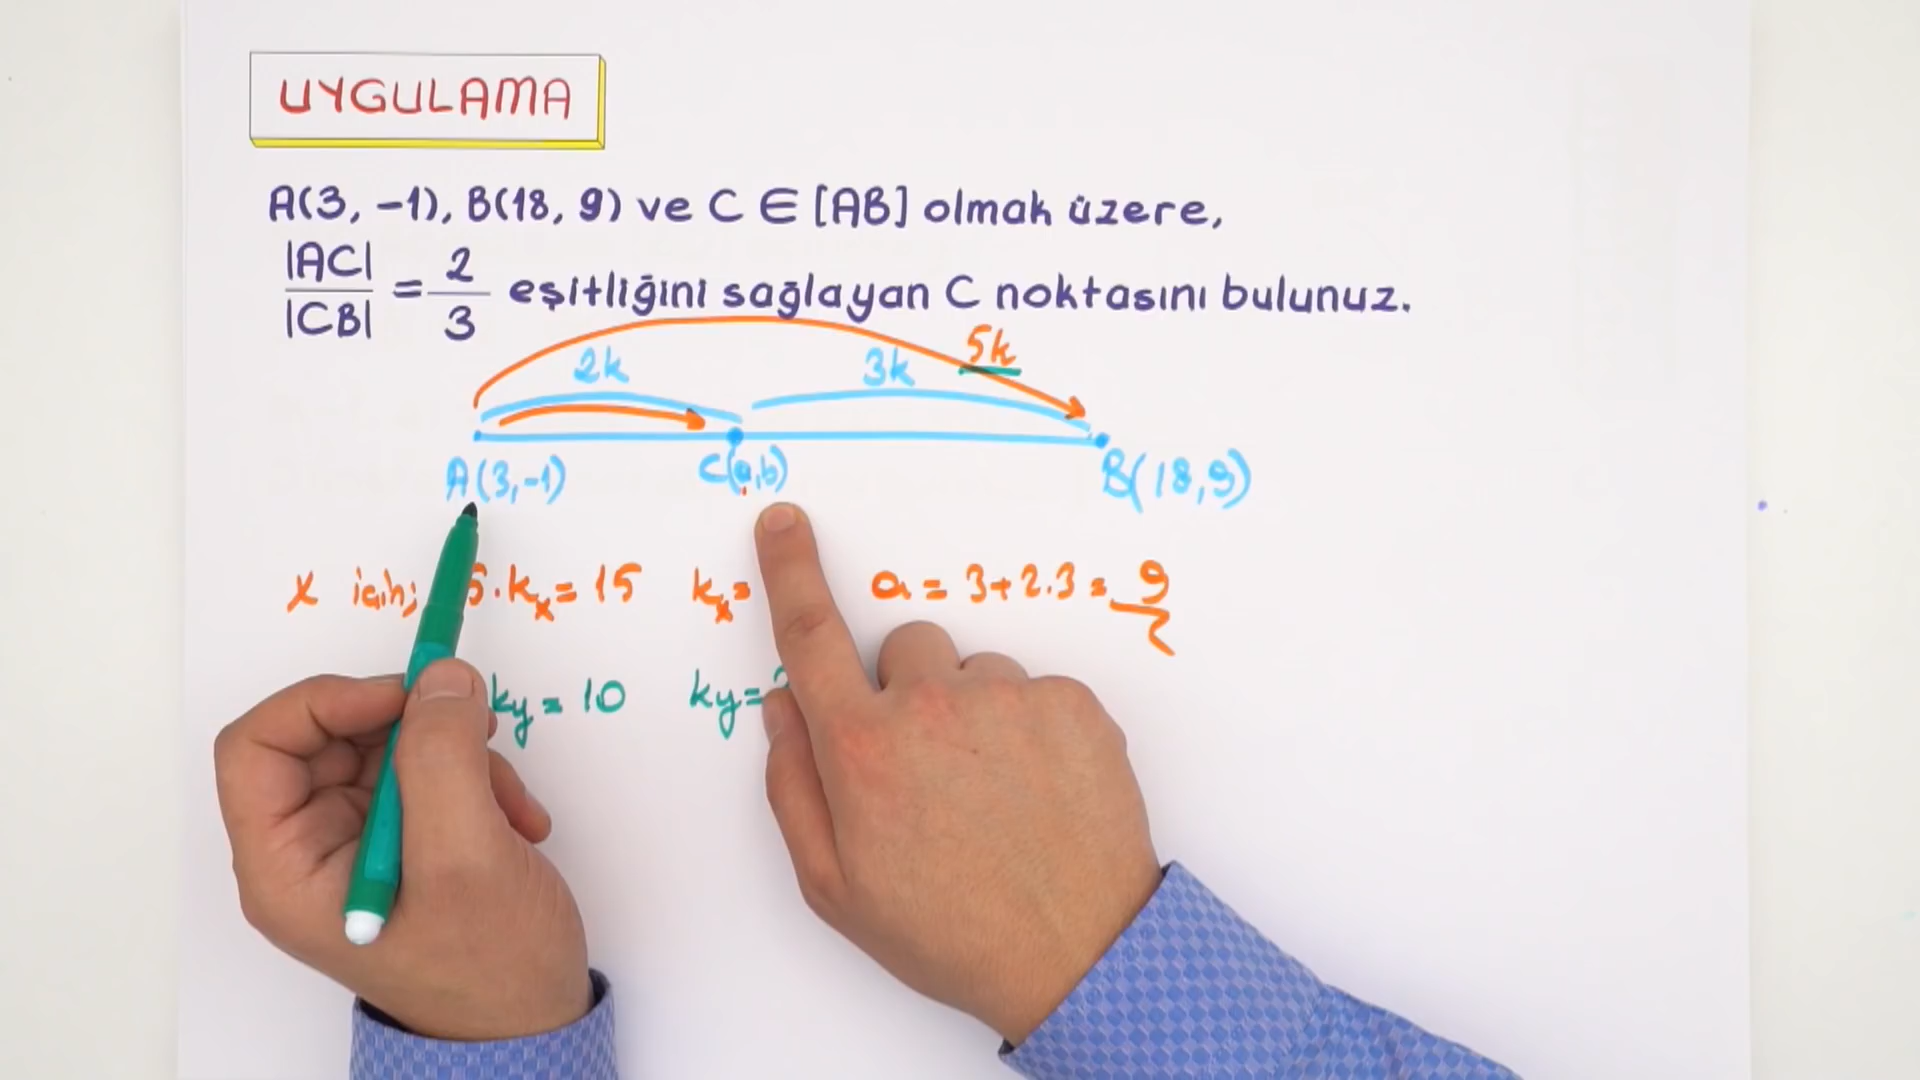 UYGULAMA
A(3, -1), B(18, 9) ve C ∈ [AB] olmak üzere,
|AC|/|CB| = 2/3 eşitliğini sağlayan C noktasını bulunuz.
5k
2k 3k
A(3,-1) C(a,b) B(18,9)
x için; 5.kx = 15 kx= a = 3+2.3 = 9
ky = 10 ky=